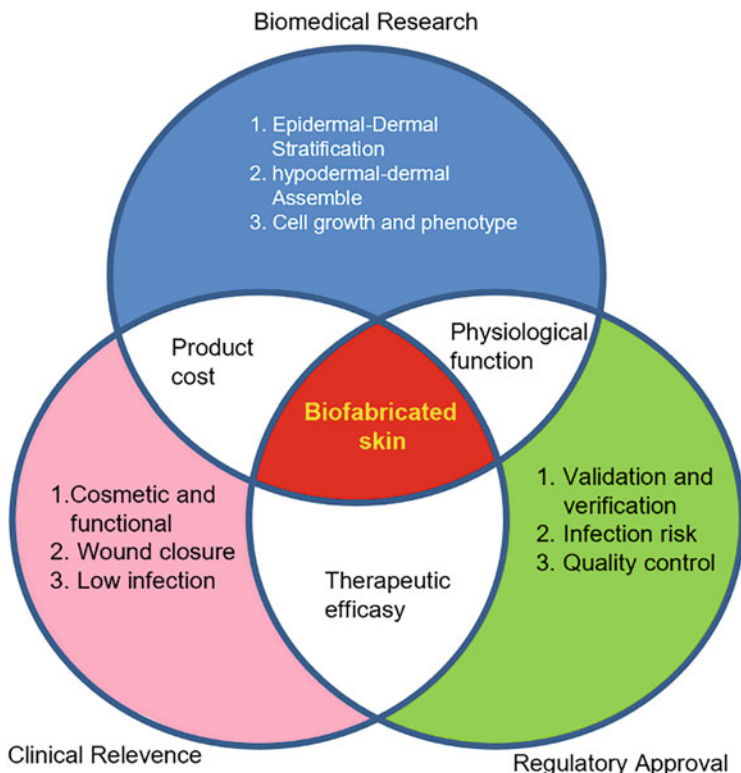 Biomedical Research
1. Epidermal-Dermal
Stratification
2. hypodermal-dermal
Assemble
3. Cell growth and phenotype
Product
cost
Physiological
function
Biofabricated
skin
1.Cosmetic and
functional
2. Wound closure
3. Low infection
1. Validation and
verification
2. Infection risk
3. Quality control
Therapeutic
efficasy
Clinical Relevence
Regulatory Approval